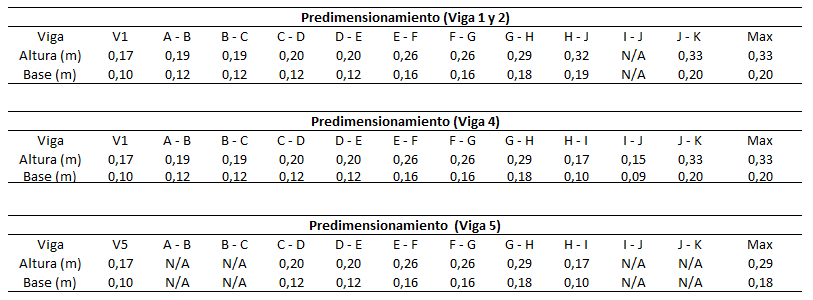 Predimensionamiento (Viga 1 y 2)
Viga V1 A - B B - C C - D D - E E - F F - G G - H H - J I - J J - K Max
Altura (m) 0,17 0,19 0,19 0,20 0,20 0,26 0,26 0,29 0,32 N/A 0,33 0,33
Base (m) 0,10 0,12 0,12 0,12 0,12 0,16 0,16 0,18 0,19 N/A 0,20 0,20
Predimensionamiento (Viga 4)
Viga V1 A - B B - C C - D D - E E - F F - G G - H H - I I - J J - K Max
Altura (m) 0,17 0,19 0,19 0,20 0,20 0,26 0,26 0,29 0,17 0,15 0,33 0,33
Base (m) 0,10 0,12 0,12 0,12 0,12 0,16 0,16 0,18 0,10 0,09 0,20 0,20
Predimensionamiento (Viga 5)
Viga V5 A - B B - C C - D D - E E - F F - G G - H H - I I - J J - K Max
Altura (m) 0,17 N/A N/A 0,20 0,20 0,26 0,26 0,29 0,17 N/A N/A 0,29
Base (m) 0,10 N/A N/A 0,12 0,12 0,16 0,16 0,18 0,10 N/A N/A 0,18